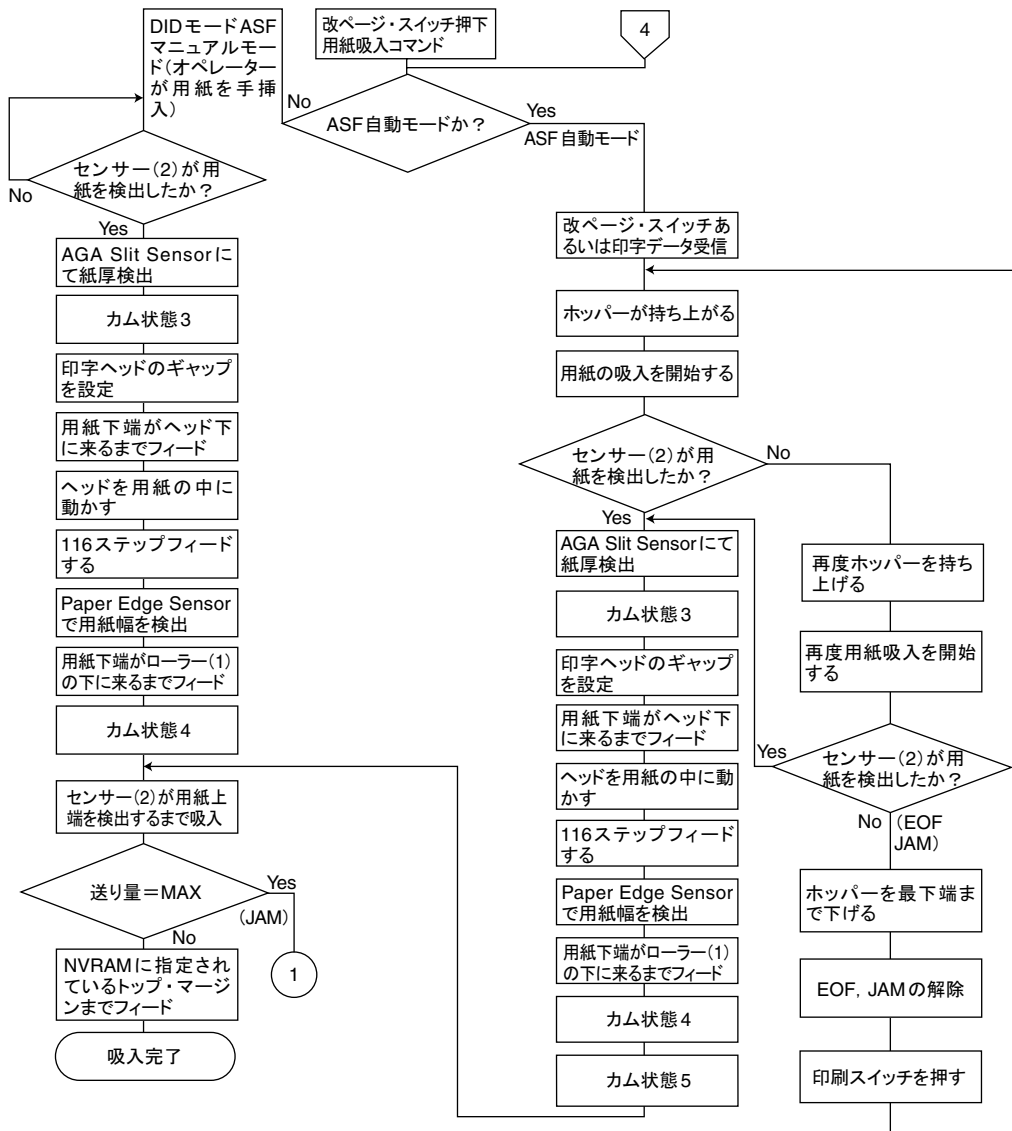 DIDモードASF
マニュアルモー
ド(オペレーター
が用紙を手挿
入)
改ページ・スイッチ押下
用紙吸入コマンド
4
No
ASF自動モードか？
Yes
ASF自動モード
センサー(2)が用
紙を検出したか？
No
Yes
AGA Slit Sensorに
て紙厚検出
カム状態3
印字ヘッドのギャップ
を設定
用紙下端がヘッド下
に来るまでフィード
ヘッドを用紙の中に
動かす
116ステップフィード
する
Paper Edge Sensor
で用紙幅を検出
用紙下端がローラー(1)
の下に来るまでフィード
カム状態4
センサー(2)が用紙上
端を検出するまで吸入
送り量＝MAX
Yes
(JAM)
No
1
NVRAMに指定され
ているトップ・マージ
ンまでフィード
吸入完了
改ページ・スイッチあ
るいは印字データ受信
ホッパーが持ち上がる
用紙の吸入を開始する
センサー(2)が用
紙を検出したか？
No
Yes
AGA Slit Sensorにて
紙厚検出
カム状態3
印字ヘッドのギャップ
を設定
用紙下端がヘッド下
に来るまでフィード
ヘッドを用紙の中に動
かす
116ステップフィード
する
Paper Edge Sensor
で用紙幅を検出
用紙下端がローラー(1)
の下に来るまでフィード
カム状態4
カム状態5
再度ホッパーを持ち
上げる
再度用紙吸入を開始
する
Yes
センサー(2)が用
紙を検出したか？
No
(EOF
JAM)
ホッパーを最下端ま
で下げる
EOF, JAMの解除
印刷スイッチを押す